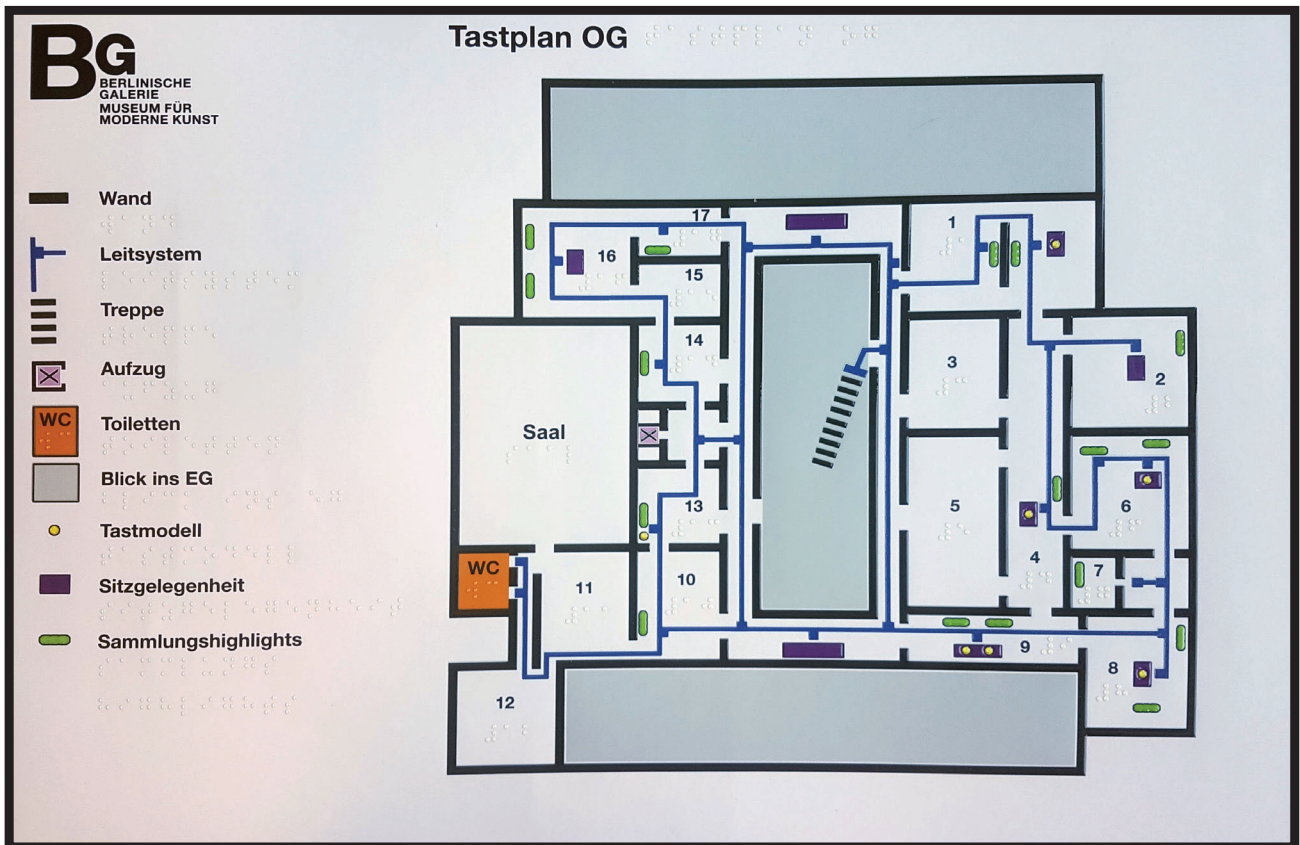 BG
BERLINISCHE
GALERIE
MUSEUM FÜR
MODERNE KUNST
Tastplan OG
Wand
Leitsystem
Treppe
Aufzug
WC
Toiletten
Blick ins EG
Tastmodell
Sitzgelegenheit
Sammlungshighlights
17
1
16
15
14
3
2
Saal
13
5
6
4
WC
11
10
7
9
8
12